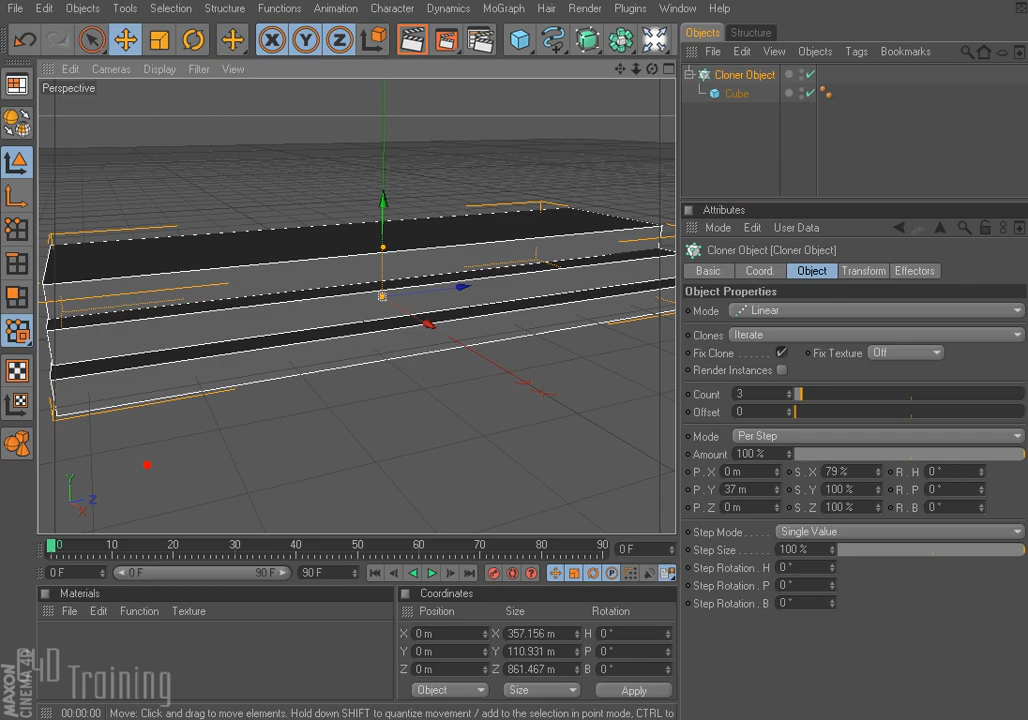 File Edit Objects Tools Selection Structure Functions Animation Character Dynamics MoGraph Hair Render Plugins Window Help
Objects Structure
File Edit View Objects Tags Bookmarks
Edit Cameras Display Filter View
Perspective
Cloner Object
Cube
Attributes
Mode Edit User Data
Cloner Object [Cloner Object]
Basic Coord. Object Transform Effectors
Object Properties
Mode Linear
Clones Iterate
Fix Clone Fix Texture Off
Render Instances
Count 3
Offset 0
Mode Per Step
Amount 100 %
P . X 0 m S . X 79 % R . H 0 °
P . Y 37 m S . Y 100 % R . P 0 °
P . Z 0 m S . Z 100 % R . B 0 °
Step Mode Single Value
Step Size 100 %
Step Rotation . H 0 °
Step Rotation . P 0 °
Step Rotation . B 0 °
Y Z X
0 10 20 30 40 50 60 70 80 90 0 F
0 F 0 F 90 F 90 F
Materials
File Edit Function Texture
Coordinates
Position Size Rotation
X 0 m X 357.156 m H 0 °
Y 0 m Y 110.931 m P 0 °
Z 0 m Z 861.467 m B 0 °
Object Size Apply
MAXON CINEMA 4D
C4D Training
00:00:00 Move: Click and drag to move elements. Hold down SHIFT to quantize movement / add to the selection in point mode, CTRL to